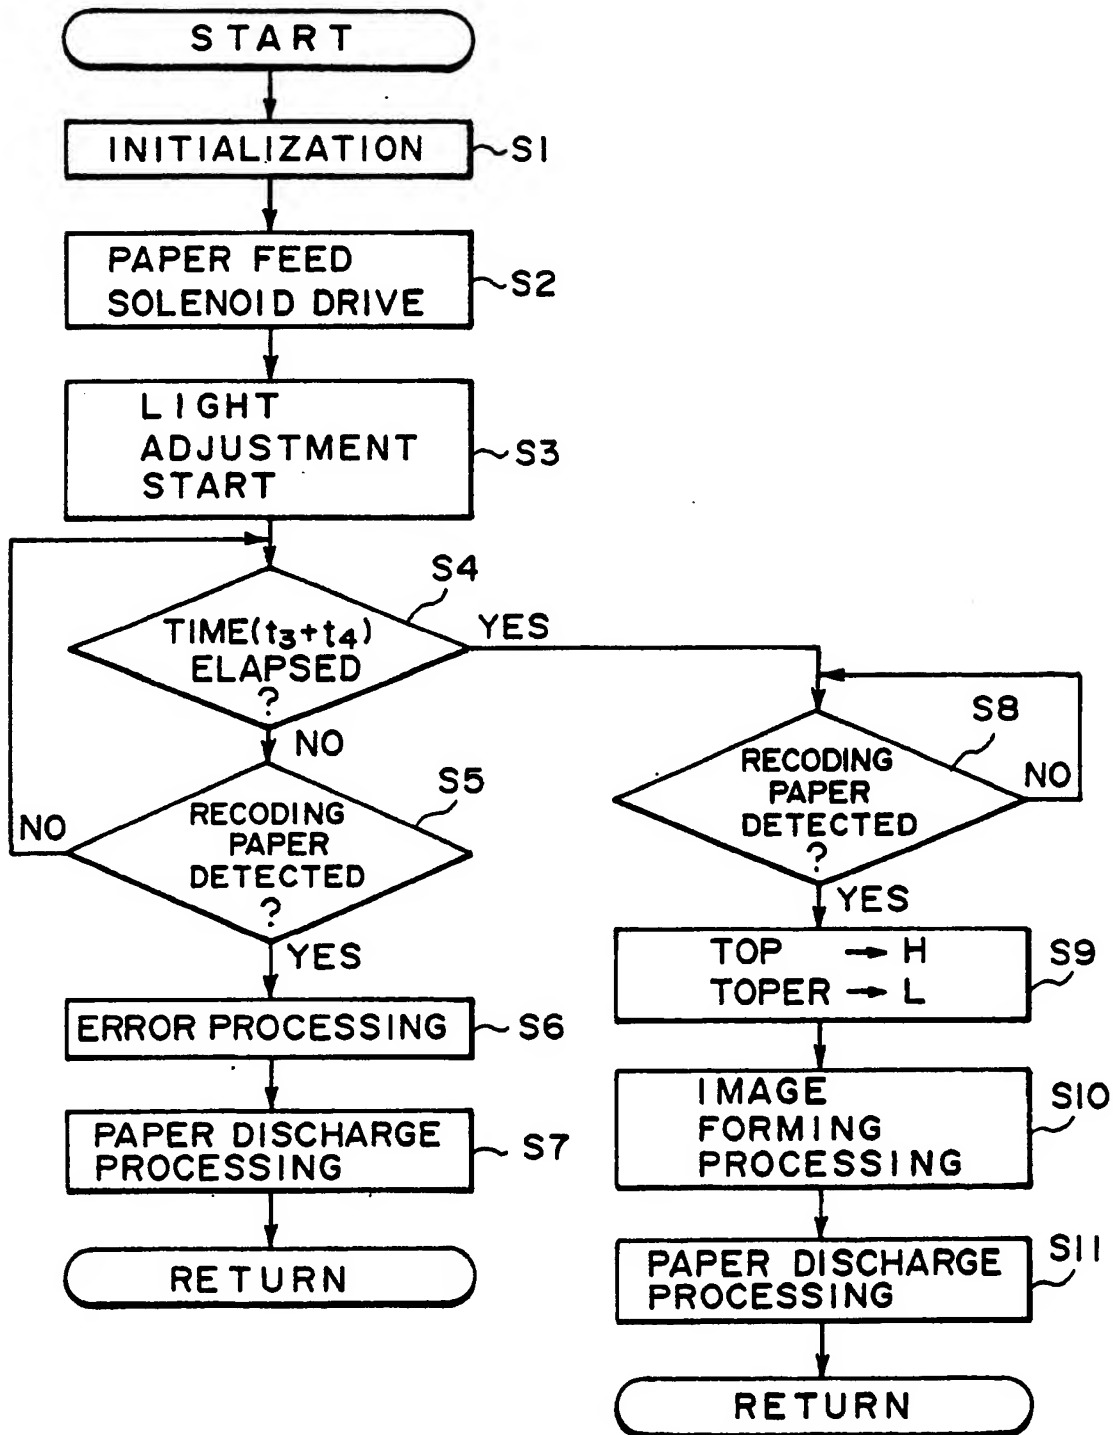 START
INITIALIZATION
S1
PAPER FEED
SOLENOID DRIVE
S2
LIGHT
ADJUSTMENT
START
S3
S4
TIME(t3+t4)
ELAPSED
?
YES
NO
S5
RECODING
PAPER
DETECTED
?
NO
YES
ERROR PROCESSING
S6
PAPER DISCHARGE
PROCESSING
S7
RETURN
S8
RECODING
PAPER
DETECTED
?
NO
YES
TOP → H
TOPER → L
S9
IMAGE
FORMING
PROCESSING
S10
PAPER DISCHARGE
PROCESSING
S11
RETURN